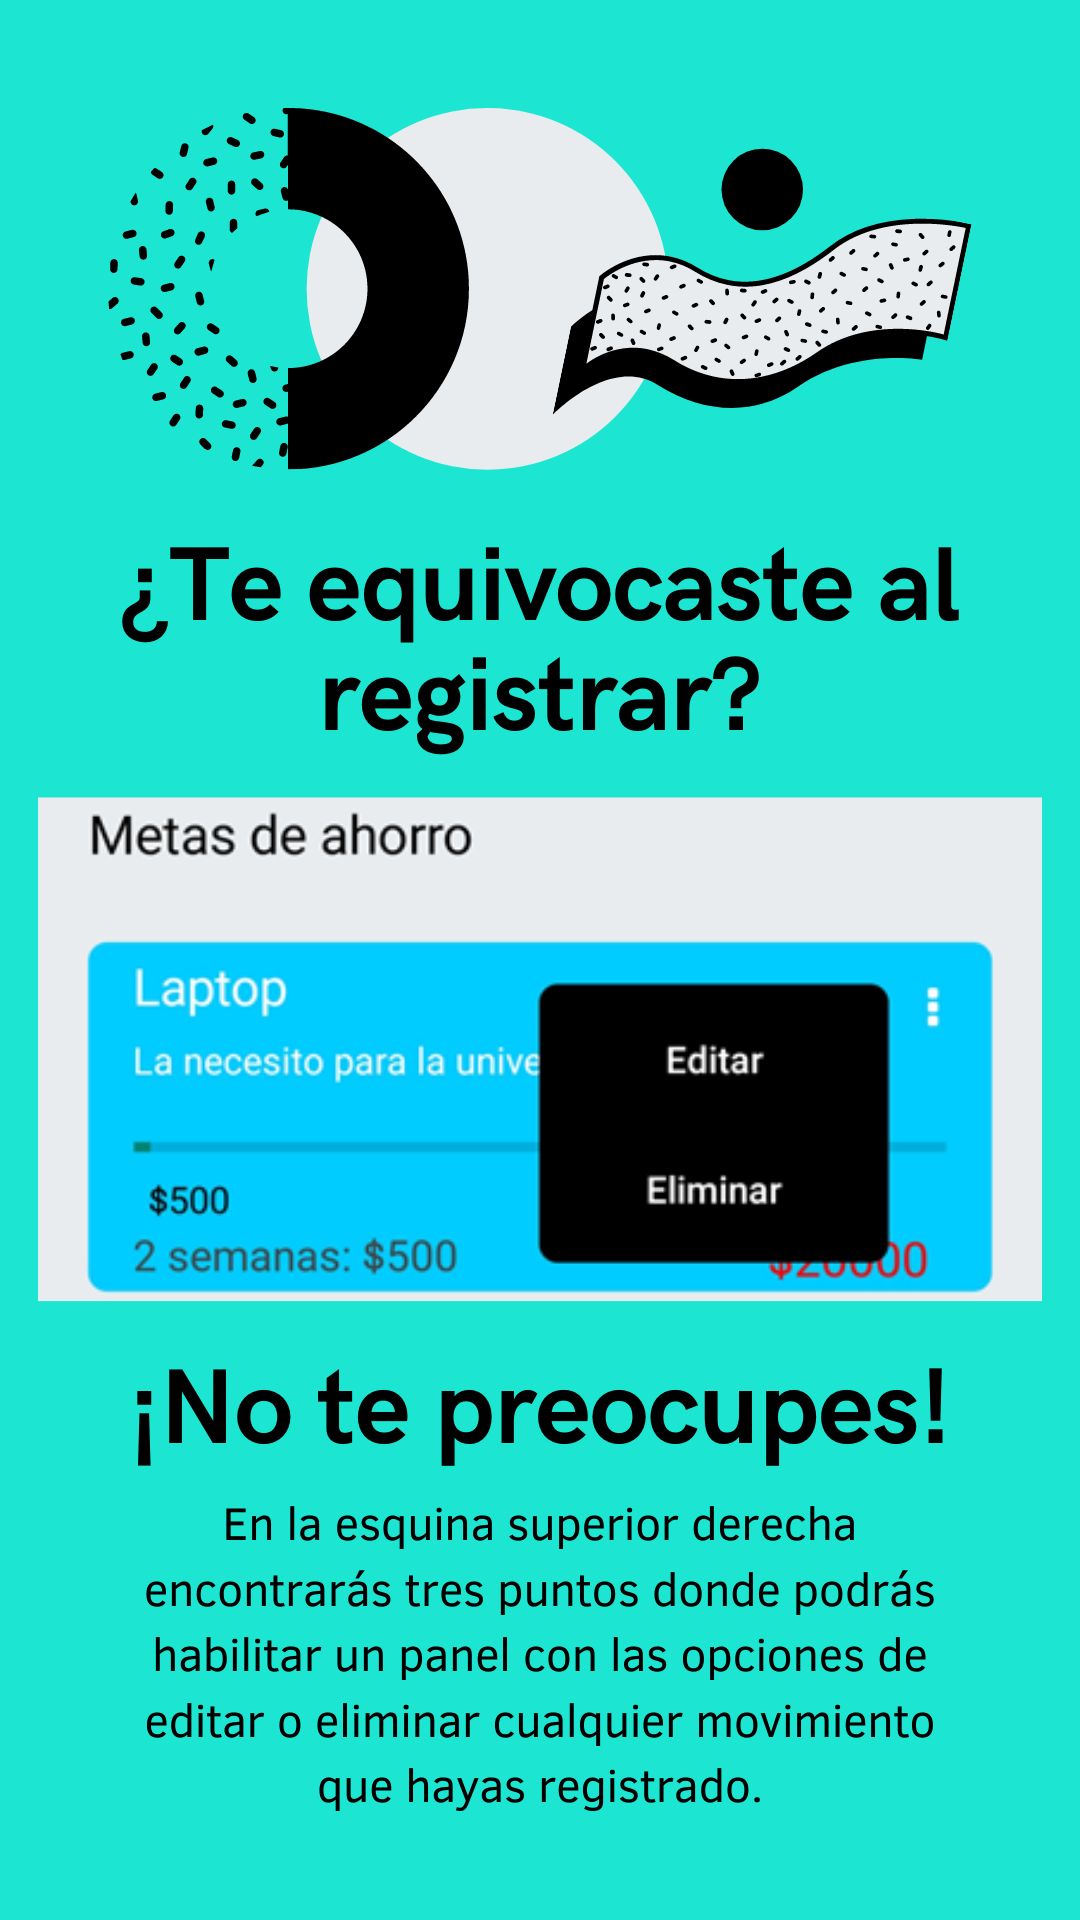 ¿Te equivocaste al
registrar?
Metas de ahorro
Laptop
La necesito para la unive
Editar
Eliminar
$500
2 semanas: $500
$20000
¡No te preocupes!
En la esquina superior derecha
encontrarás tres puntos donde podrás
habilitar un panel con las opciones de
editar o eliminar cualquier movimiento
que hayas registrado.